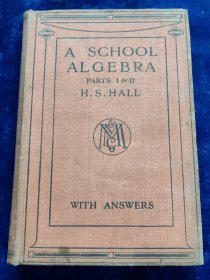 A SCHOOL
ALGEBRA
PARTS I & II
H. S. HALL
WITH ANSWERS